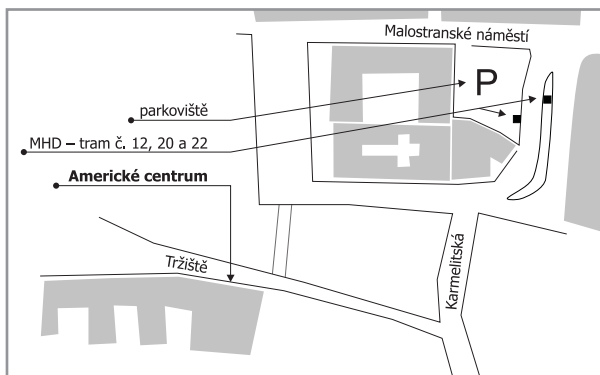 Malostranské náměstí
P
parkoviště
MHD – tram č. 12, 20 a 22
Americké centrum
Tržiště
Karmelitská